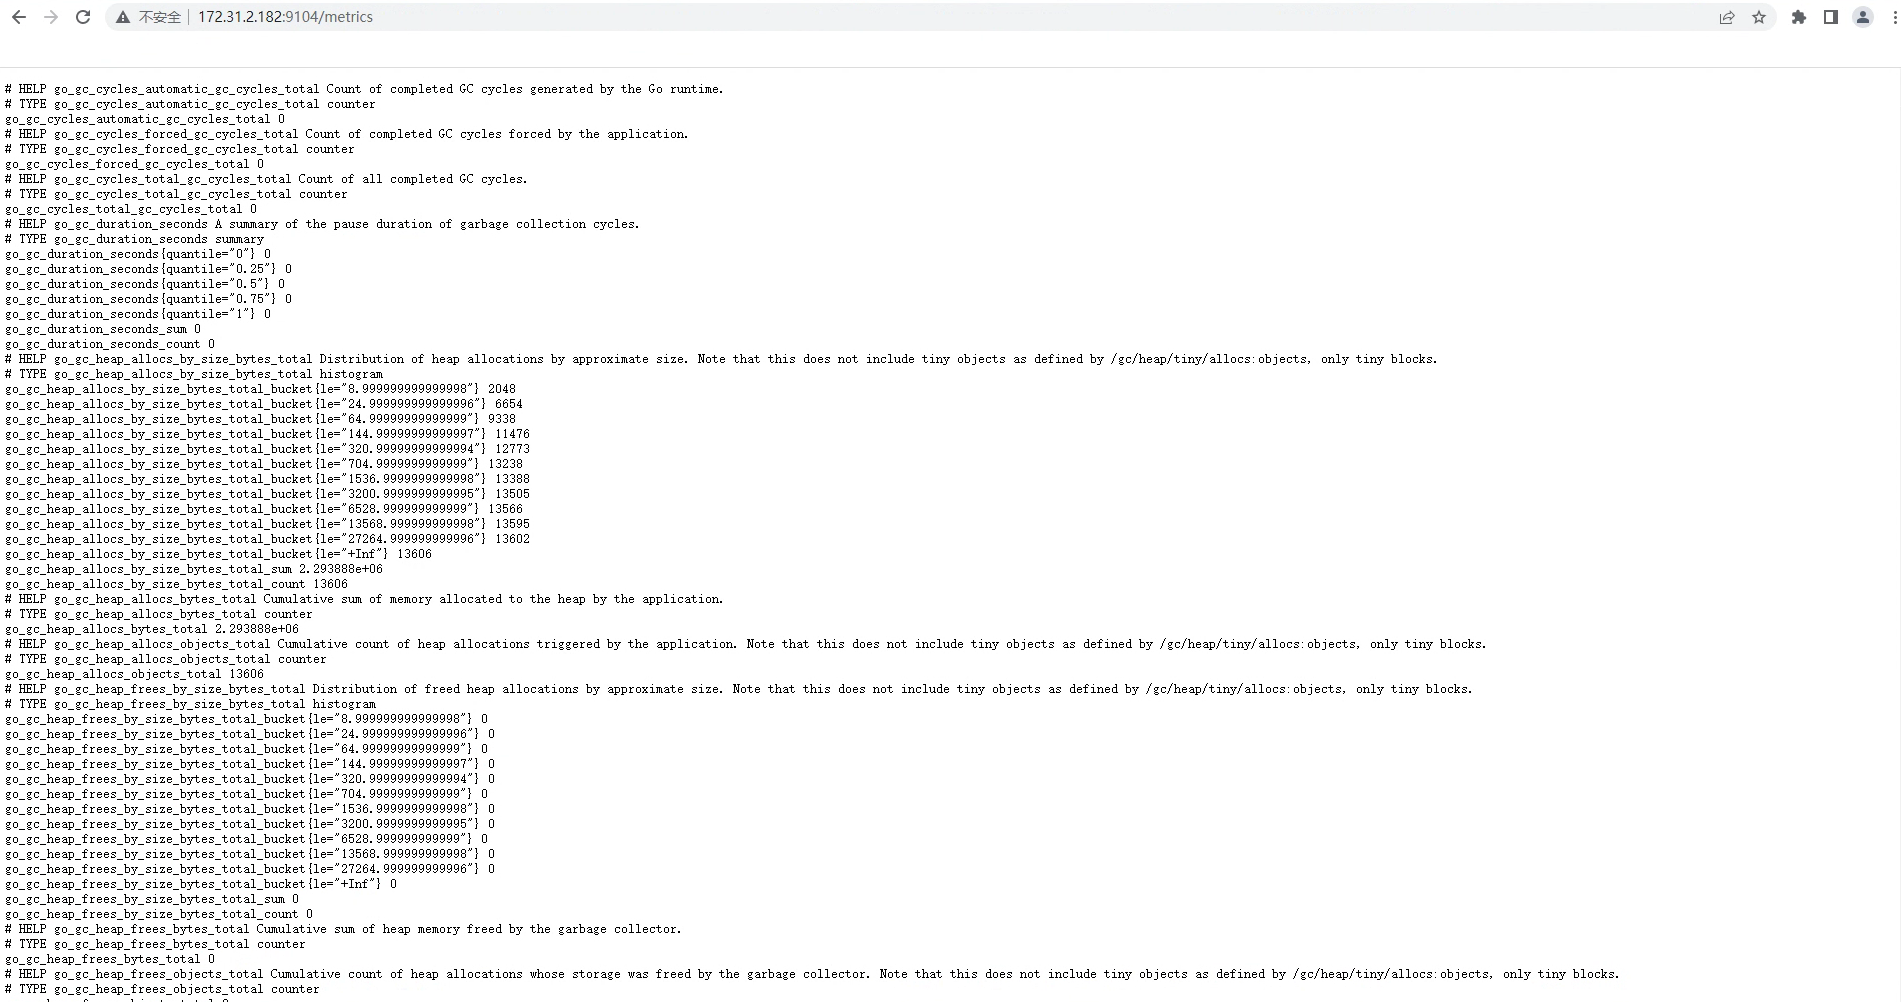 不安全 172.31.2.182:9104/metrics
# HELP go_gc_cycles_automatic_gc_cycles_total Count of completed GC cycles generated by the Go runtime.
# TYPE go_gc_cycles_automatic_gc_cycles_total counter
go_gc_cycles_automatic_gc_cycles_total 0
# HELP go_gc_cycles_forced_gc_cycles_total Count of completed GC cycles forced by the application.
# TYPE go_gc_cycles_forced_gc_cycles_total counter
go_gc_cycles_forced_gc_cycles_total 0
# HELP go_gc_cycles_total_gc_cycles_total Count of all completed GC cycles.
# TYPE go_gc_cycles_total_gc_cycles_total counter
go_gc_cycles_total_gc_cycles_total 0
# HELP go_gc_duration_seconds A summary of the pause duration of garbage collection cycles.
# TYPE go_gc_duration_seconds summary
go_gc_duration_seconds{quantile="0"} 0
go_gc_duration_seconds{quantile="0.25"} 0
go_gc_duration_seconds{quantile="0.5"} 0
go_gc_duration_seconds{quantile="0.75"} 0
go_gc_duration_seconds{quantile="1"} 0
go_gc_duration_seconds_sum 0
go_gc_duration_seconds_count 0
# HELP go_gc_heap_allocs_by_size_bytes_total Distribution of heap allocations by approximate size. Note that this does not include tiny objects as defined by /gc/heap/tiny/allocs:objects, only tiny blocks.
# TYPE go_gc_heap_allocs_by_size_bytes_total histogram
go_gc_heap_allocs_by_size_bytes_total_bucket{le="8.999999999999998"} 2048
go_gc_heap_allocs_by_size_bytes_total_bucket{le="24.999999999999996"} 6654
go_gc_heap_allocs_by_size_bytes_total_bucket{le="64.99999999999999"} 9338
go_gc_heap_allocs_by_size_bytes_total_bucket{le="144.99999999999997"} 11476
go_gc_heap_allocs_by_size_bytes_total_bucket{le="320.99999999999994"} 12773
go_gc_heap_allocs_by_size_bytes_total_bucket{le="704.9999999999999"} 13238
go_gc_heap_allocs_by_size_bytes_total_bucket{le="1536.9999999999998"} 13388
go_gc_heap_allocs_by_size_bytes_total_bucket{le="3200.9999999999995"} 13505
go_gc_heap_allocs_by_size_bytes_total_bucket{le="6528.999999999999"} 13566
go_gc_heap_allocs_by_size_bytes_total_bucket{le="13568.999999999998"} 13595
go_gc_heap_allocs_by_size_bytes_total_bucket{le="27264.999999999996"} 13602
go_gc_heap_allocs_by_size_bytes_total_bucket{le="+Inf"} 13606
go_gc_heap_allocs_by_size_bytes_total_sum 2.293888e+06
go_gc_heap_allocs_by_size_bytes_total_count 13606
# HELP go_gc_heap_allocs_bytes_total Cumulative sum of memory allocated to the heap by the application.
# TYPE go_gc_heap_allocs_bytes_total counter
go_gc_heap_allocs_bytes_total 2.293888e+06
# HELP go_gc_heap_allocs_objects_total Cumulative count of heap allocations triggered by the application. Note that this does not include tiny objects as defined by /gc/heap/tiny/allocs:objects, only tiny blocks.
# TYPE go_gc_heap_allocs_objects_total counter
go_gc_heap_allocs_objects_total 13606
# HELP go_gc_heap_frees_by_size_bytes_total Distribution of freed heap allocations by approximate size. Note that this does not include tiny objects as defined by /gc/heap/tiny/allocs:objects, only tiny blocks.
# TYPE go_gc_heap_frees_by_size_bytes_total histogram
go_gc_heap_frees_by_size_bytes_total_bucket{le="8.999999999999998"} 0
go_gc_heap_frees_by_size_bytes_total_bucket{le="24.999999999999996"} 0
go_gc_heap_frees_by_size_bytes_total_bucket{le="64.99999999999999"} 0
go_gc_heap_frees_by_size_bytes_total_bucket{le="144.99999999999997"} 0
go_gc_heap_frees_by_size_bytes_total_bucket{le="320.99999999999994"} 0
go_gc_heap_frees_by_size_bytes_total_bucket{le="704.9999999999999"} 0
go_gc_heap_frees_by_size_bytes_total_bucket{le="1536.9999999999998"} 0
go_gc_heap_frees_by_size_bytes_total_bucket{le="3200.9999999999995"} 0
go_gc_heap_frees_by_size_bytes_total_bucket{le="6528.999999999999"} 0
go_gc_heap_frees_by_size_bytes_total_bucket{le="13568.999999999998"} 0
go_gc_heap_frees_by_size_bytes_total_bucket{le="27264.999999999996"} 0
go_gc_heap_frees_by_size_bytes_total_bucket{le="+Inf"} 0
go_gc_heap_frees_by_size_bytes_total_sum 0
go_gc_heap_frees_by_size_bytes_total_count 0
# HELP go_gc_heap_frees_bytes_total Cumulative sum of heap memory freed by the garbage collector.
# TYPE go_gc_heap_frees_bytes_total counter
go_gc_heap_frees_bytes_total 0
# HELP go_gc_heap_frees_objects_total Cumulative count of heap allocations whose storage was freed by the garbage collector. Note that this does not include tiny objects as defined by /gc/heap/tiny/allocs:objects, only tiny blocks.
# TYPE go_gc_heap_frees_objects_total counter